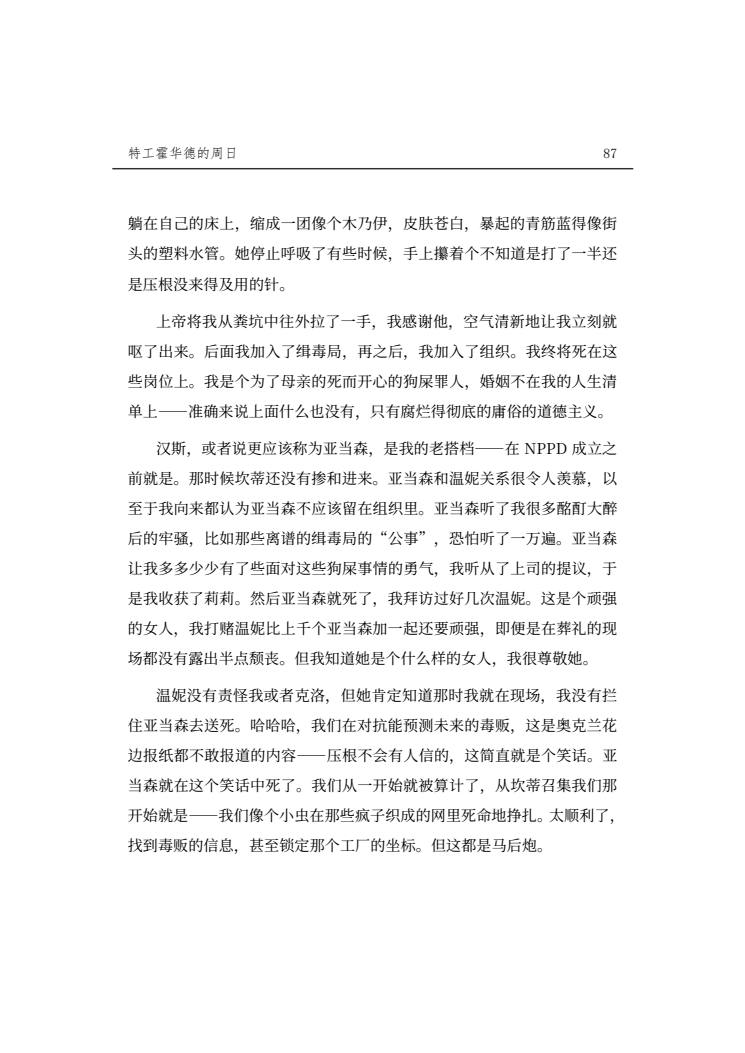 特工霍华德的周日 87
躺在自己的床上，缩成一团像个木乃伊，皮肤苍白，暴起的青筋蓝得像街
头的塑料水管。她停止呼吸了有些时候，手上攥着个不知道是打了一半还
是压根没来得及用的针。
上帝将我从粪坑中往外拉了一手，我感谢他，空气清新地让我立刻就
呕了出来。后面我加入了缉毒局，再之后，我加入了组织。我终将死在这
些岗位上。我是个为了母亲的死而开心的狗屎罪人，婚姻不在我的人生清
单上——准确来说上面什么也没有，只有腐烂得彻底的庸俗的道德主义。
汉斯，或者说更应该称为亚当森，是我的老搭档——在 NPPD 成立之
前就是。那时候坎蒂还没有掺和进来。亚当森和温妮关系很令人羡慕，以
至于我向来都认为亚当森不应该留在组织里。亚当森听了我很多酩酊大醉
后的牢骚，比如那些离谱的缉毒局的“公事”，恐怕听了一万遍。亚当森
让我多多少少有了些面对这些狗屎事情的勇气，我听从了上司的提议，于
是我收获了莉莉。然后亚当森就死了，我拜访过好几次温妮。这是个顽强
的女人，我打赌温妮比上千个亚当森加一起还要顽强，即便是在葬礼的现
场都没有露出半点颓丧。但我知道她是个什么样的女人，我很尊敬她。
温妮没有责怪我或者克洛，但她肯定知道那时我就在现场，我没有拦
住亚当森去送死。哈哈哈，我们在对抗能预测未来的毒贩，这是奥克兰花
边报纸都不敢报道的内容——压根不会有人信的，这简直就是个笑话。亚
当森就在这个笑话中死了。我们从一开始就被算计了，从坎蒂召集我们那
开始就是——我们像个小虫在那些疯子织成的网里死命地挣扎。太顺利了，
找到毒贩的信息，甚至锁定那个工厂的坐标。但这都是马后炮。